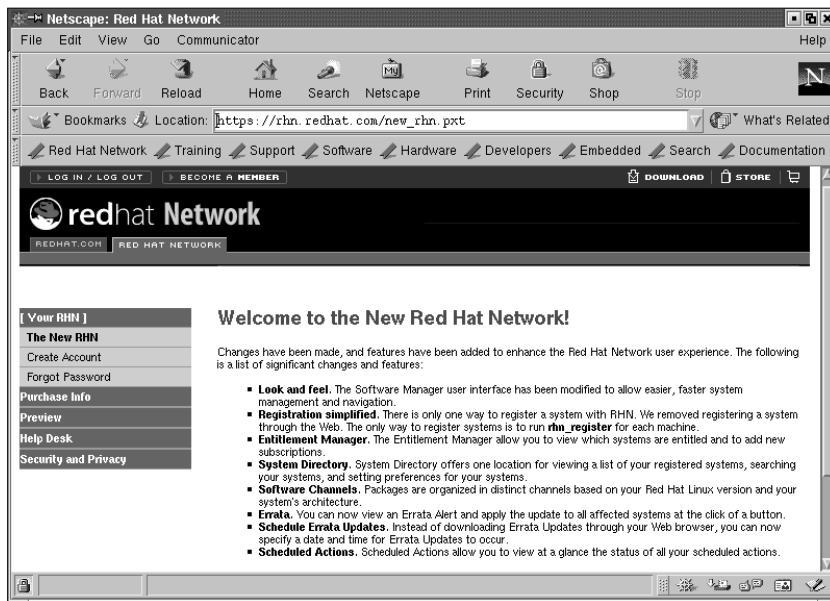 Netscape: Red Hat Network
File Edit View Go Communicator Help
Back Forward Reload Home Search Netscape Print Security Shop Stop
My
N
Bookmarks Location: https://rhn.redhat.com/new_rhn.pxt What's Related
Red Hat Network Training Support Software Hardware Developers Embedded Search Documentation
LOG IN / LOG OUT BECOME A MEMBER DOWNLOAD STORE
redhat Network
REDHAT.COM RED HAT NETWORK
[ Your RHN ]
The New RHN
Create Account
Forgot Password
Purchase Info
Preview
Help Desk
Security and Privacy
Welcome to the New Red Hat Network!
Changes have been made, and features have been added to enhance the Red Hat Network user experience. The following
is a list of significant changes and features:
Look and feel. The Software Manager user interface has been modified to allow easier, faster system
management and navigation.
Registration simplified. There is only one way to register a system with RHN. We removed registering a system
through the Web. The only way to register systems is to run rhn_register for each machine.
Entitlement Manager. The Entitlement Manager allow you to view which systems are entitled and to add new
subscriptions.
System Directory. System Directory offers one location for viewing a list of your registered systems, searching
your systems, and setting preferences for your systems.
Software Channels. Packages are organized in distinct channels based on your Red Hat Linux version and your
system's architecture.
Errata. You can now view an Errata Alert and apply the update to all affected systems at the click of a button.
Schedule Errata Updates. Instead of downloading Errata Updates through your Web browser, you can now
specify a date and time for Errata Updates to occur.
Scheduled Actions. Scheduled Actions allow you to view at a glance the status of all your scheduled actions.